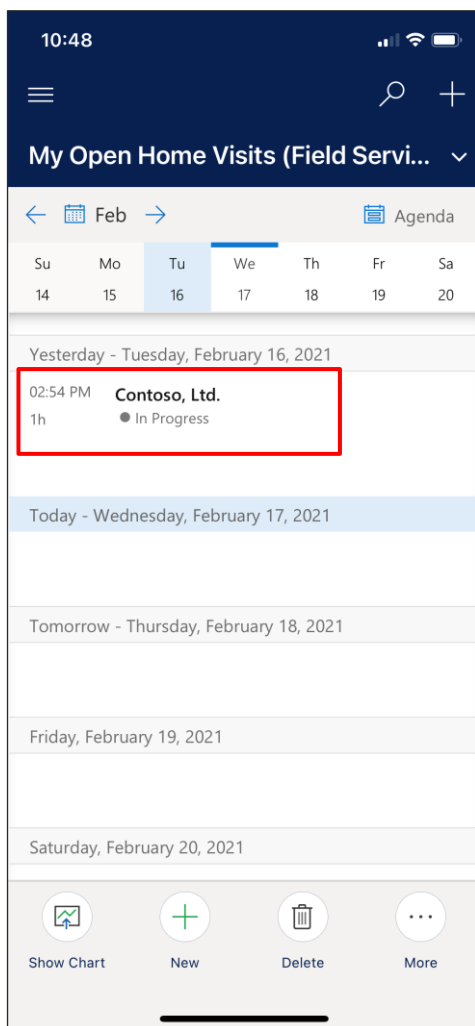 10:48
My Open Home Visits (Field Servi...
Feb
Agenda
Su Mo Tu We Th Fr Sa
14 15 16 17 18 19 20
Yesterday - Tuesday, February 16, 2021
02:54 PM Contoso, Ltd.
1h In Progress
Today - Wednesday, February 17, 2021
Tomorrow - Thursday, February 18, 2021
Friday, February 19, 2021
Saturday, February 20, 2021
Show Chart New Delete More